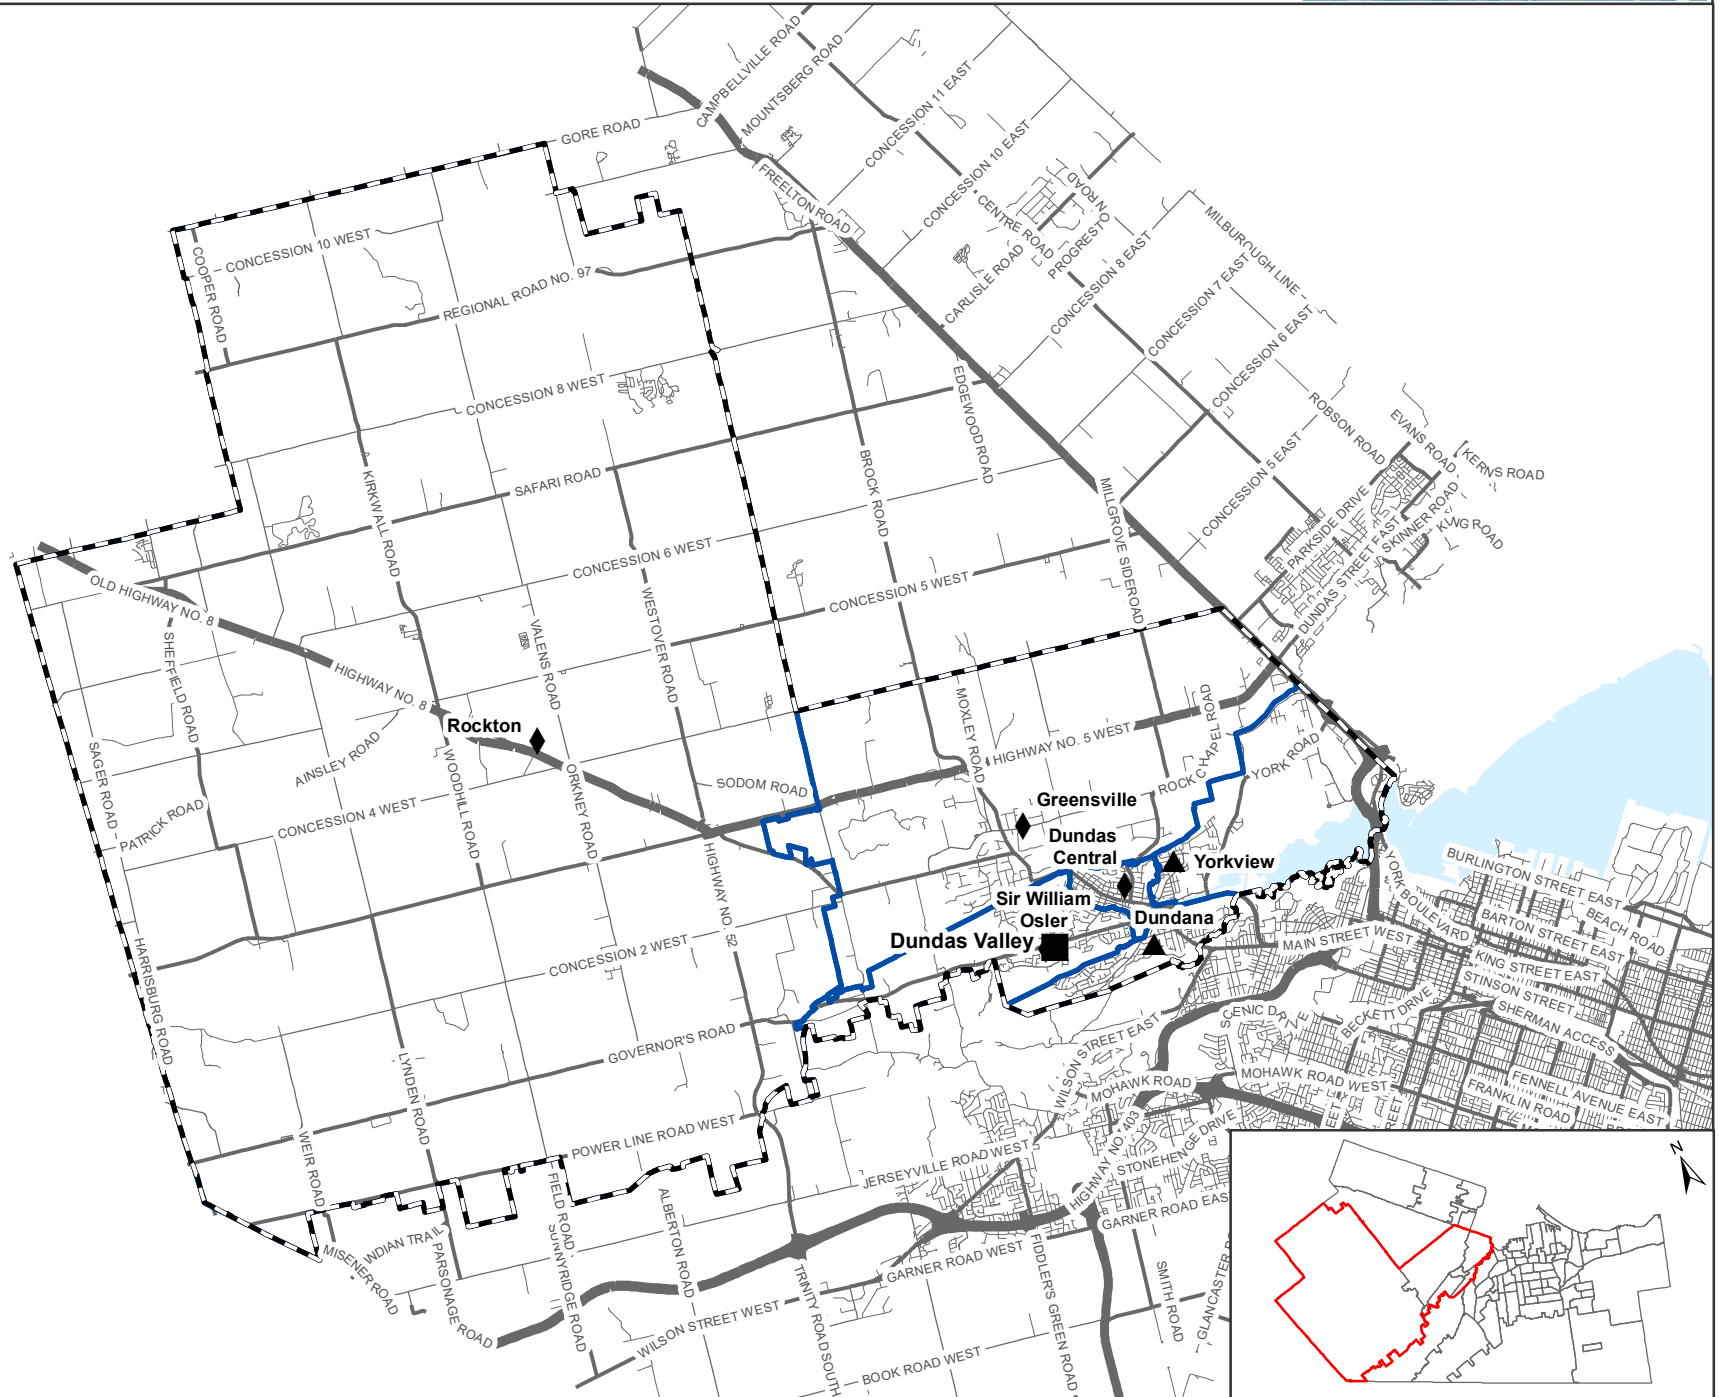 CAMPBELLVILLE ROAD
MOUNTSBERG ROAD
GORE ROAD
CONCESSION 11 EAST
CONCESSION 10 EAST
FREELTON ROAD
CENTRE ROAD
PROGRESTON ROAD
CARLISLE ROAD
CONCESSION 8 EAST
MILBUROUGH LINE
CONCESSION 7 EAST
CONCESSION 6 EAST
CONCESSION 10 WEST
COOPER ROAD
REGIONAL ROAD NO. 97
CONCESSION 8 WEST
EDGEWOOD ROAD
ROBSON ROAD
EVANS ROAD
KERNS ROAD
CONCESSION 5 EAST
PARKSIDE DRIVE
SKINNER ROAD
KING ROAD
DUNDAS STREET EAST
KIRKWALL ROAD
SAFARI ROAD
BROCK ROAD
MILLGROVE SIDEROAD
CONCESSION 6 WEST
CONCESSION 5 WEST
OLD HIGHWAY NO. 8
SHEFFIELD ROAD
VALENS ROAD
WESTOVER ROAD
HIGHWAY NO. 8
Rockton
MOXLEY ROAD
HIGHWAY NO. 5 WEST
ROCK CHAPEL ROAD
YORK ROAD
SAGER ROAD
AINSLEY ROAD
WOODHILL ROAD
ORKNEY ROAD
SODOM ROAD
PATRICK ROAD
CONCESSION 4 WEST
Greensville
Dundas
Central
Yorkview
Sir William
Osler
Dundana
Dundas Valley
HIGHWAY NO. 52
YORK BOULEVARD
BURLINGTON STREET EAST
BEACH ROAD
BARTON STREET EAST
MAIN STREET WEST
KING STREET EAST
STINSON STREET
SHERMAN ACCESS
HARRISBURG ROAD
CONCESSION 2 WEST
GOVERNOR'S ROAD
LYNDEN ROAD
WILSON STREET EAST
SCENIC DRIVE
BECKETT DRIVE
MOHAWK ROAD
MOHAWK ROAD WEST
FENNELL AVENUE EAST
FRANKLIN ROAD
WEIR ROAD
POWER LINE ROAD WEST
JERSEYVILLE ROAD WEST
HIGHWAY NO. 403
STONEHENGE DRIVE
GARNER ROAD EAST
INDIAN TRAIL
MISENER ROAD
PARSONAGE ROAD
FIELD ROAD
SUNNYRIDGE ROAD
ALBERTON ROAD
TRINITY ROAD SOUTH
GARNER ROAD WEST
FIDDLER'S GREEN ROAD
SMITH ROAD
WILSON STREET WEST
BOOK ROAD WEST
N